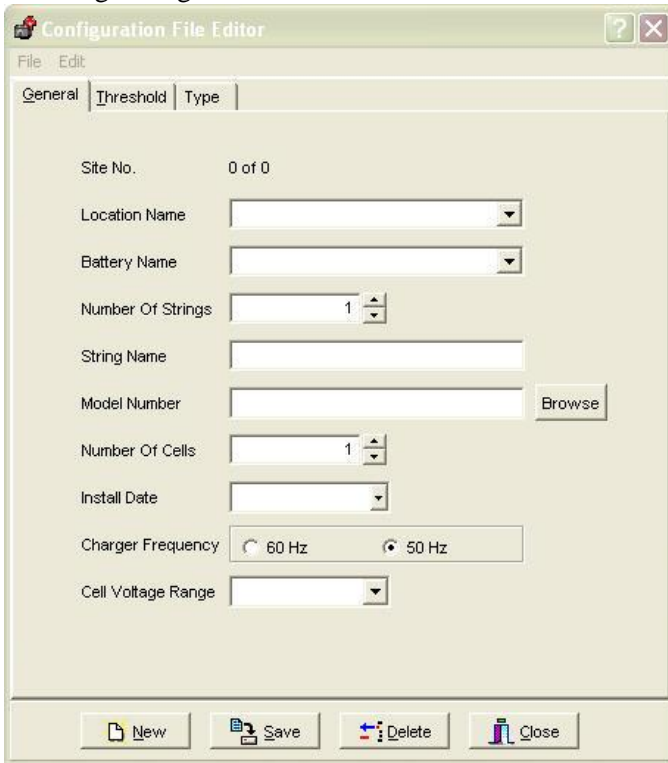 Configuration File Editor
File Edit
General Threshold Type
Site No. 0 of 0
Location Name
Battery Name
Number Of Strings 1
String Name
Model Number Browse
Number Of Cells 1
Install Date
Charger Frequency 60 Hz 50 Hz
Cell Voltage Range
New Save Delete Close